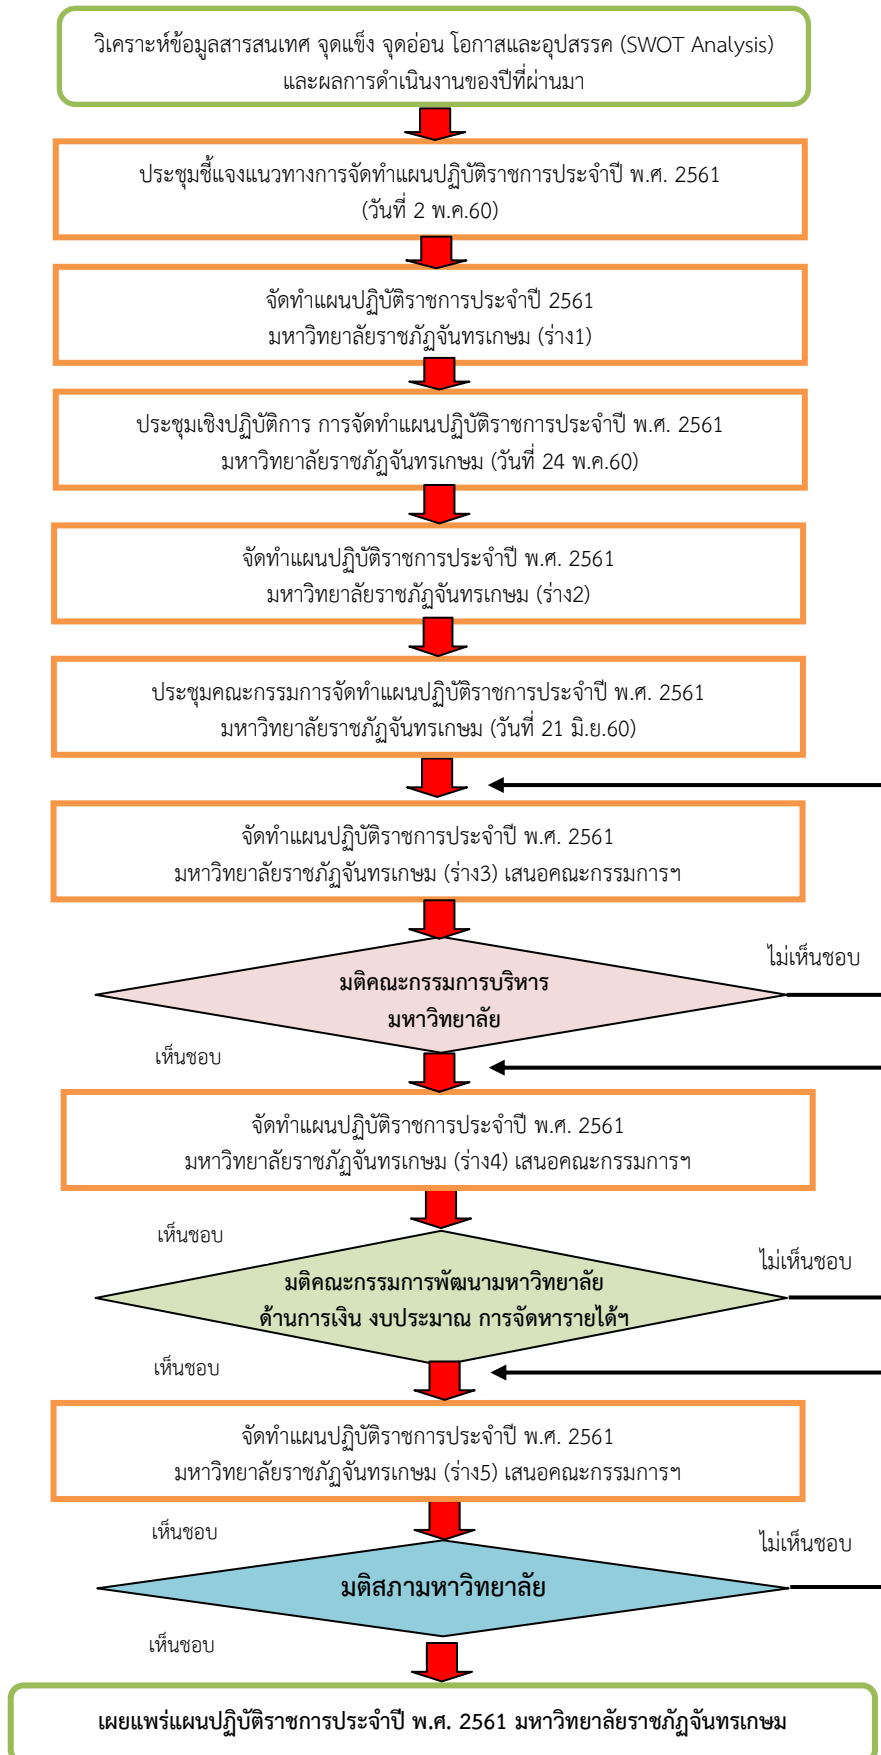 วิเคราะห์ข้อมูลสารสนเทศ จุดแข็ง จุดอ่อน โอกาสและอุปสรรค (SWOT Analysis)
และผลการดำเนินงานของปีที่ผ่านมา
ประชุมชี้แจงแนวทางการจัดทำแผนปฏิบัติราชการประจำปี พ.ศ. 2561
(วันที่ 2 พ.ค.60)
จัดทำแผนปฏิบัติราชการประจำปี 2561
มหาวิทยาลัยราชภัฏจันทรเกษม (ร่าง1)
ประชุมเชิงปฏิบัติการ การจัดทำแผนปฏิบัติราชการประจำปี พ.ศ. 2561
มหาวิทยาลัยราชภัฏจันทรเกษม (วันที่ 24 พ.ค.60)
จัดทำแผนปฏิบัติราชการประจำปี พ.ศ. 2561
มหาวิทยาลัยราชภัฏจันทรเกษม (ร่าง2)
ประชุมคณะกรรมการจัดทำแผนปฏิบัติราชการประจำปี พ.ศ. 2561
มหาวิทยาลัยราชภัฏจันทรเกษม (วันที่ 21 มิ.ย.60)
จัดทำแผนปฏิบัติราชการประจำปี พ.ศ. 2561
มหาวิทยาลัยราชภัฏจันทรเกษม (ร่าง3) เสนอคณะกรรมการฯ
ไม่เห็นชอบ
มติคณะกรรมการบริหาร
มหาวิทยาลัย
เห็นชอบ
จัดทำแผนปฏิบัติราชการประจำปี พ.ศ. 2561
มหาวิทยาลัยราชภัฏจันทรเกษม (ร่าง4) เสนอคณะกรรมการฯ
เห็นชอบ
ไม่เห็นชอบ
มติคณะกรรมการพัฒนามหาวิทยาลัย
ด้านการเงิน งบประมาณ การจัดหารายได้ฯ
เห็นชอบ
จัดทำแผนปฏิบัติราชการประจำปี พ.ศ. 2561
มหาวิทยาลัยราชภัฏจันทรเกษม (ร่าง5) เสนอคณะกรรมการฯ
เห็นชอบ
ไม่เห็นชอบ
มติสภามหาวิทยาลัย
เห็นชอบ
เผยแพร่แผนปฏิบัติราชการประจำปี พ.ศ. 2561 มหาวิทยาลัยราชภัฏจันทรเกษม